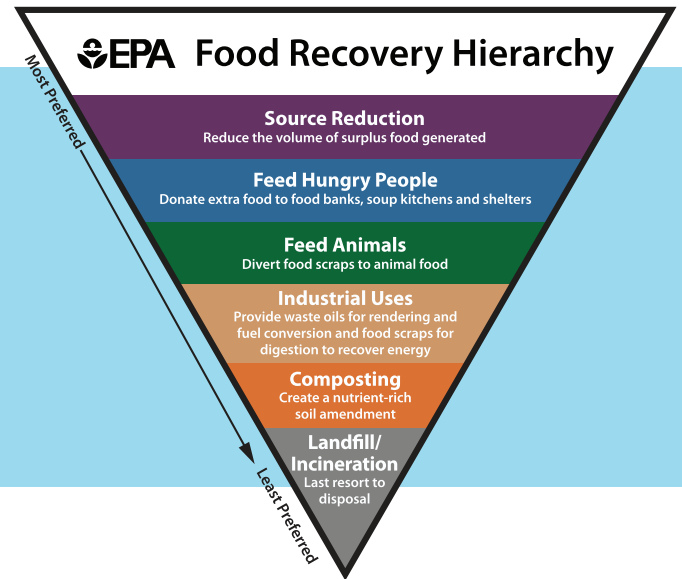 EPA Food Recovery Hierarchy
Most Preferred
Source Reduction
Reduce the volume of surplus food generated
Feed Hungry People
Donate extra food to food banks, soup kitchens and shelters
Feed Animals
Divert food scraps to animal food
Industrial Uses
Provide waste oils for rendering and
fuel conversion and food scraps for
digestion to recover energy
Composting
Create a nutrient-rich
soil amendment
Landfill/
Incineration
Last resort to
disposal
Least Preferred